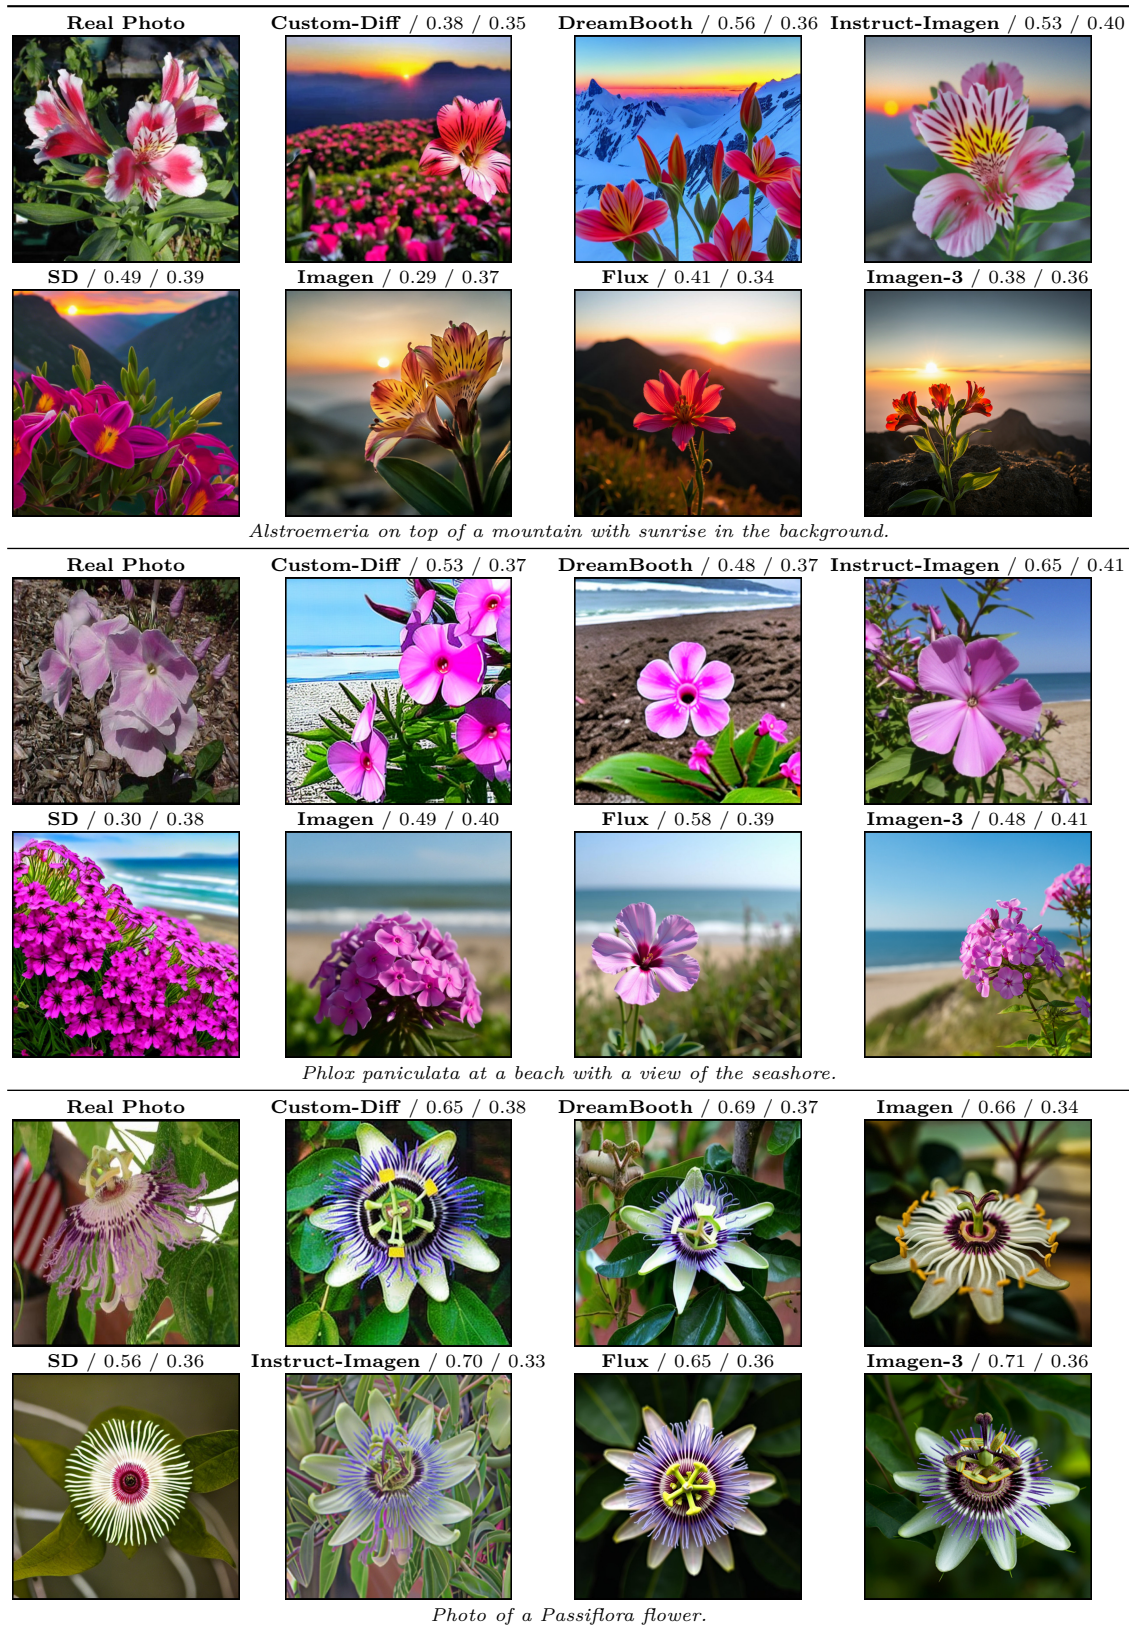 Real Photo Custom-Diff / 0.38 / 0.35 DreamBooth / 0.56 / 0.36 Instruct-Imagen / 0.53 / 0.40
SD / 0.49 / 0.39 Imagen / 0.29 / 0.37 Flux / 0.41 / 0.34 Imagen-3 / 0.38 / 0.36
Alstroemeria on top of a mountain with sunrise in the background.
Real Photo Custom-Diff / 0.53 / 0.37 DreamBooth / 0.48 / 0.37 Instruct-Imagen / 0.65 / 0.41
SD / 0.30 / 0.38 Imagen / 0.49 / 0.40 Flux / 0.58 / 0.39 Imagen-3 / 0.48 / 0.41
Phlox paniculata at a beach with a view of the seashore.
Real Photo Custom-Diff / 0.65 / 0.38 DreamBooth / 0.69 / 0.37 Imagen / 0.66 / 0.34
SD / 0.56 / 0.36 Instruct-Imagen / 0.70 / 0.33 Flux / 0.65 / 0.36 Imagen-3 / 0.71 / 0.36
Photo of a Passiflora flower.